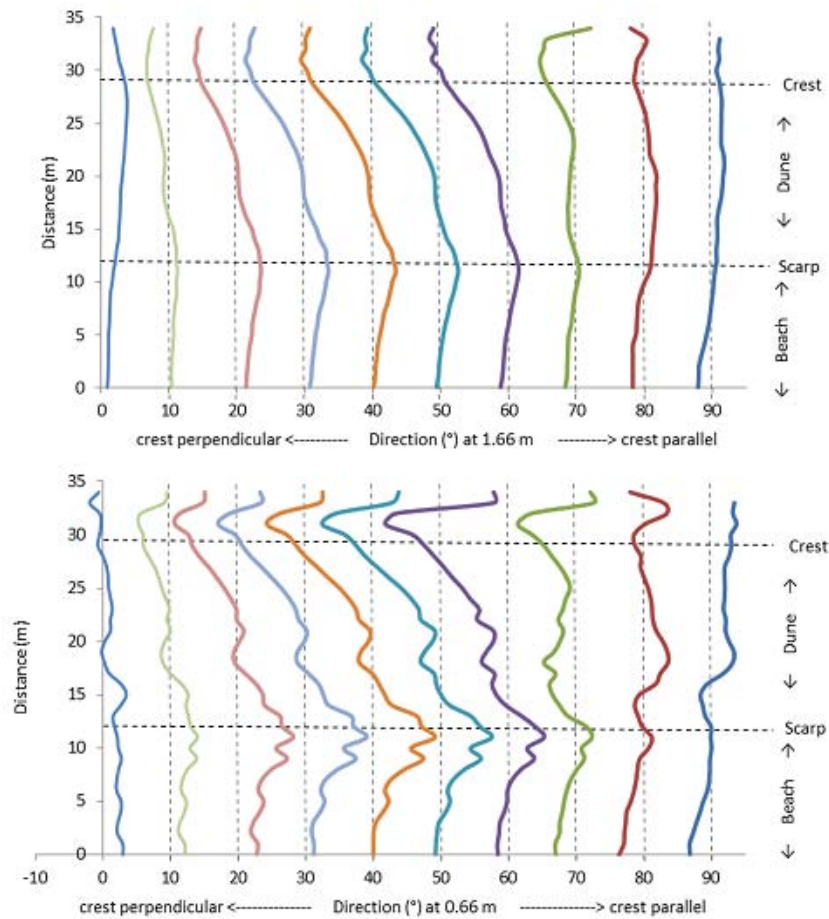 35
30
Crest
25
Dune
20
Distance (m)
15
Scarp
10
Beach
5
0
0 10 20 30 40 50 60 70 80 90
crest perpendicular <---------- Direction (°) at 1.66 m --------> crest parallel
35
30
Crest
25
Dune
20
Distance (m)
15
Scarp
10
Beach
5
0
-10 0 10 20 30 40 50 60 70 80 90
crest perpendicular <-------------- Direction (°) at 0.66 m --------------> crest parallel